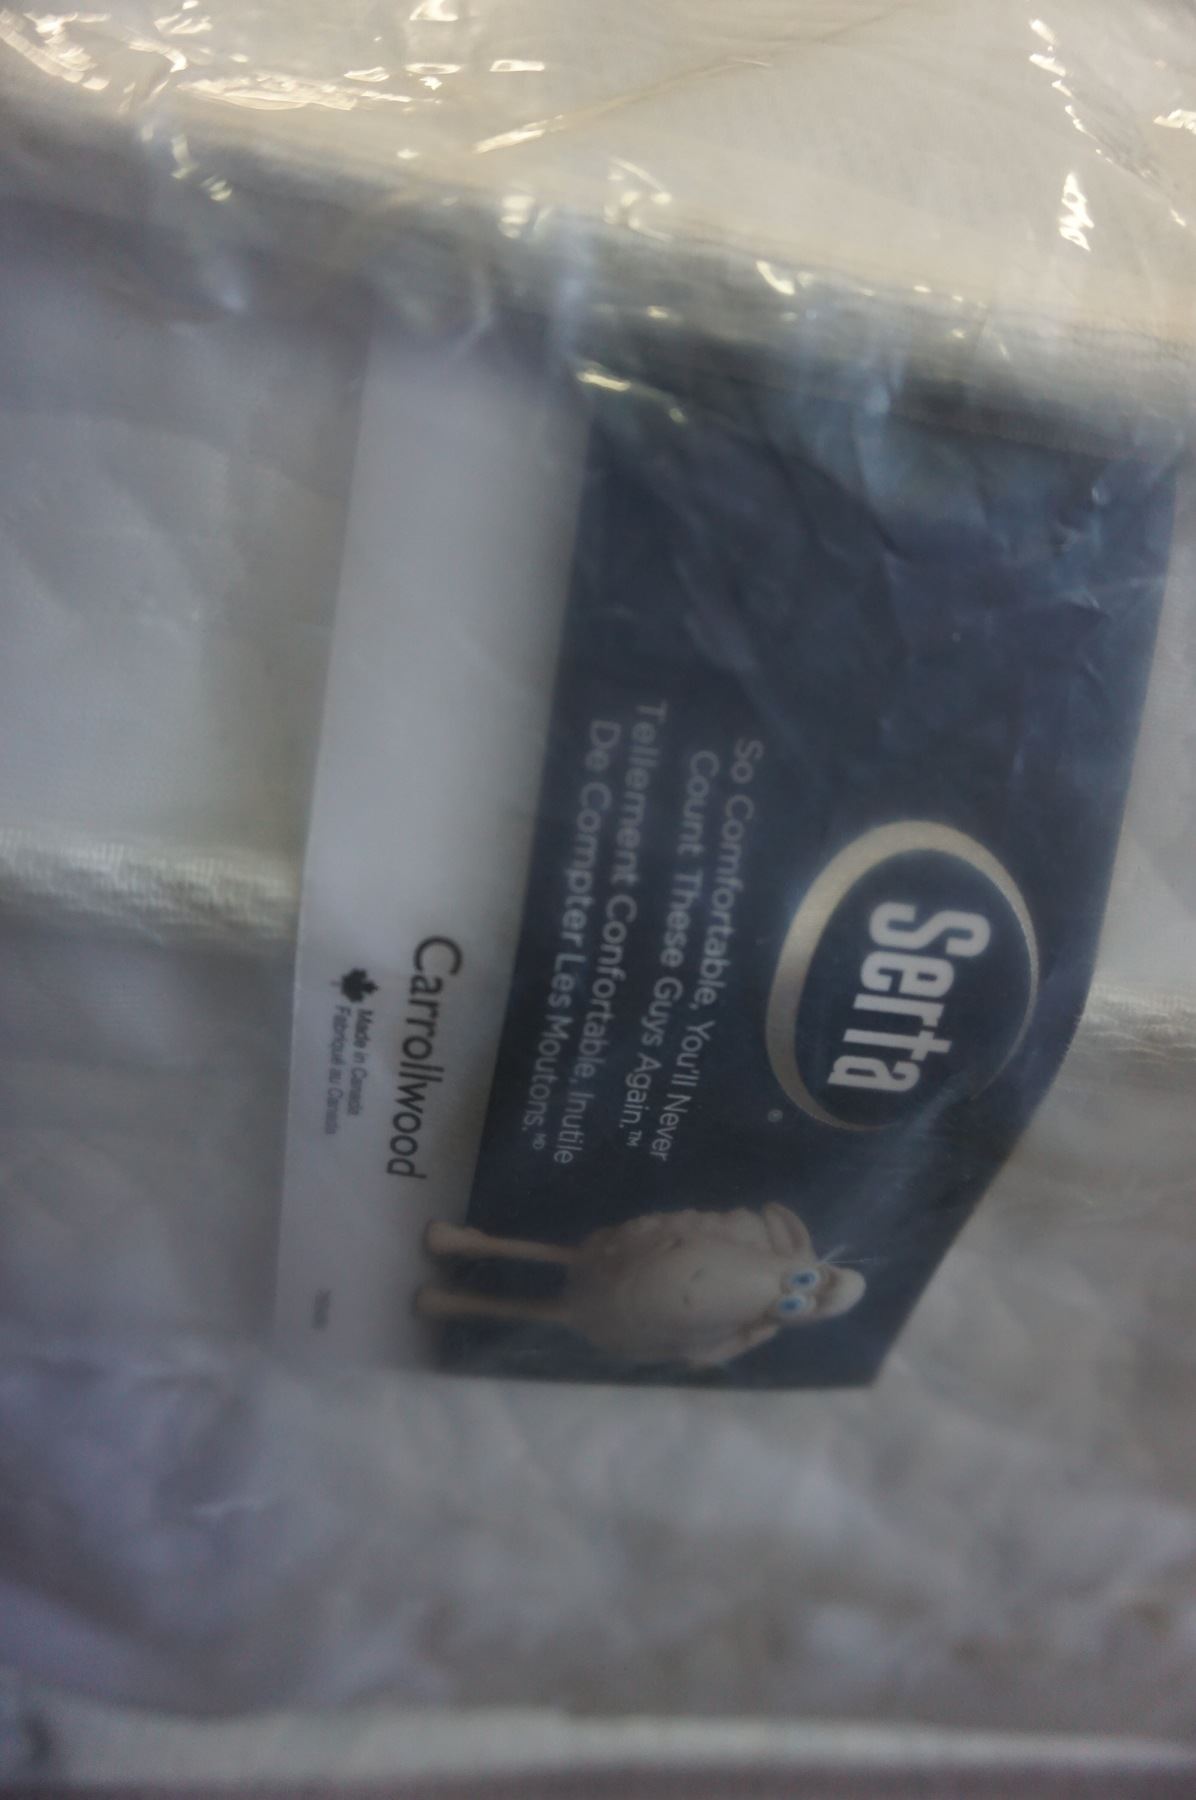 Serta
®
So Comfortable, You'll Never
Count These Guys Again.™
Tellement Confortable, Inutile
De Compter Les Moutons.MD
Carrollwood
Made in Canada
Fabriqué au Canada